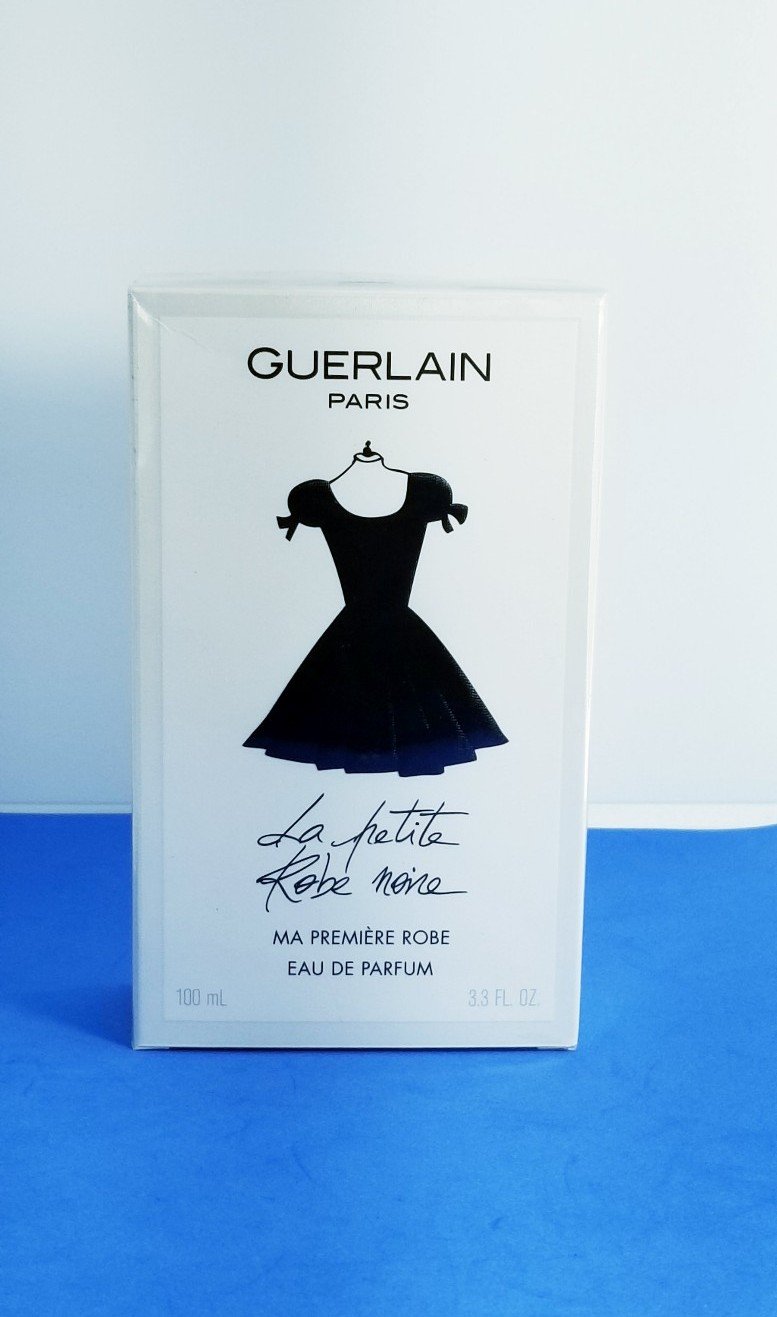 GUERLAIN
PARIS
La petite
Robe noire
MA PREMIÈRE ROBE
EAU DE PARFUM
100 mL 3.3 FL. OZ.